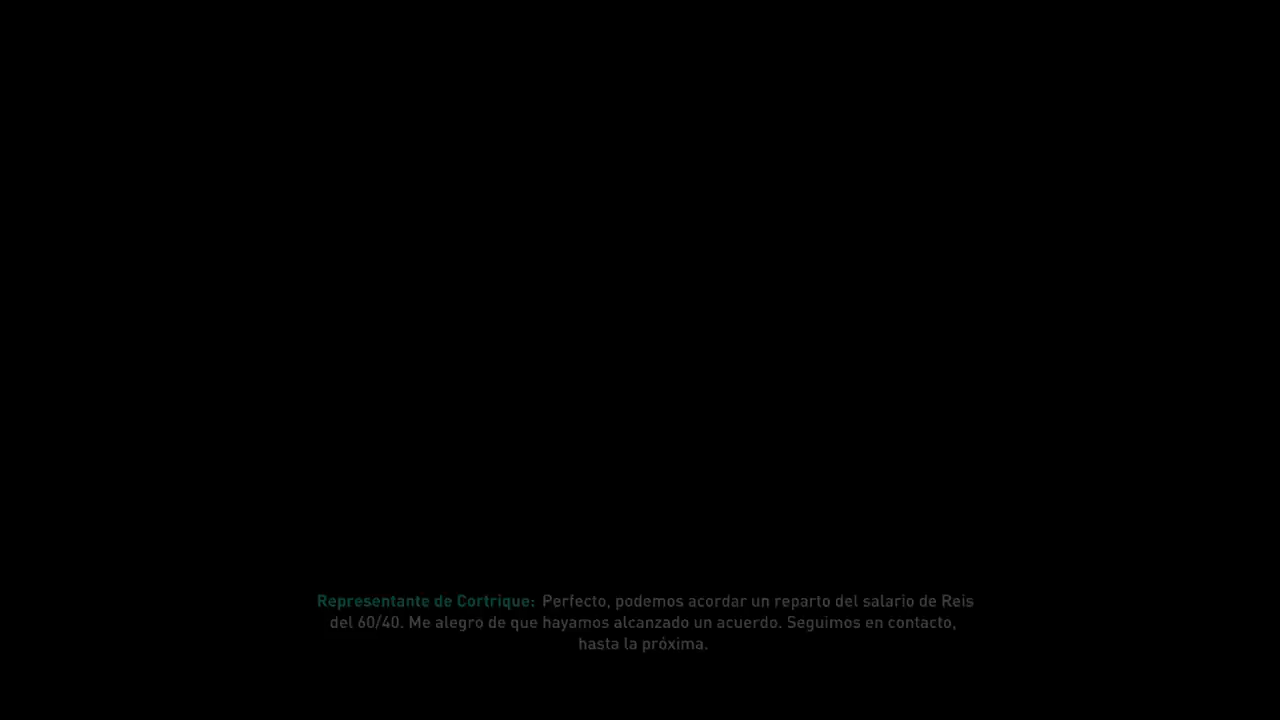 Representante de Cortrique: Perfecto, podemos acordar un reparto del salario de Reis
del 60/40. Me alegro de que hayamos alcanzado un acuerdo. Seguimos en contacto,
hasta la próxima.